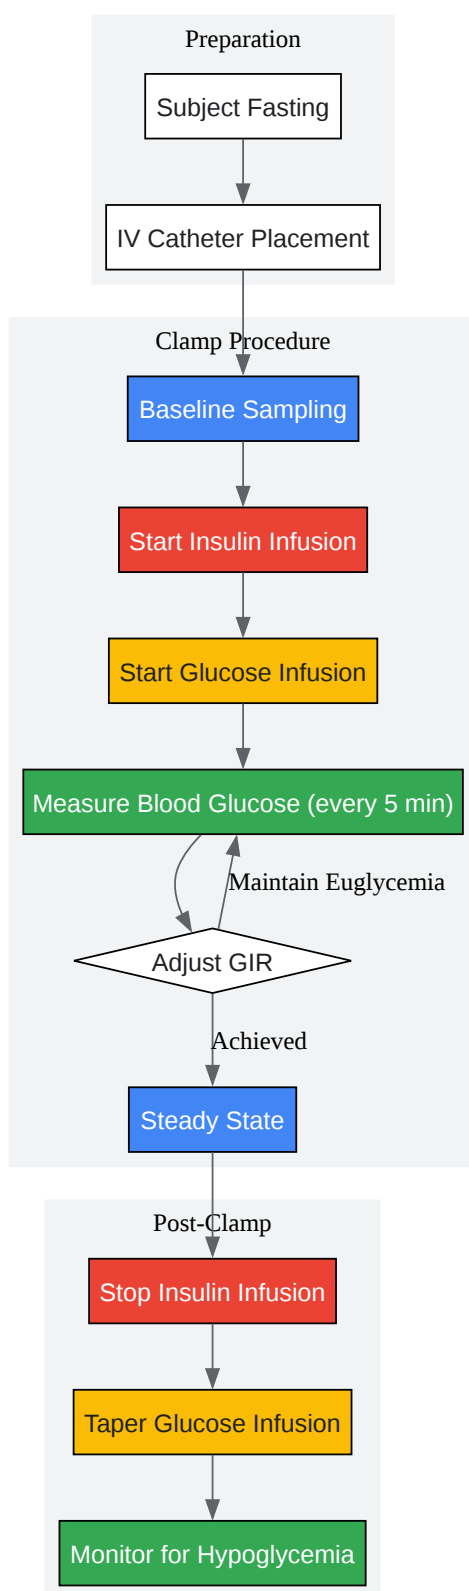 Preparation
Subject Fasting
IV Catheter Placement
Clamp Procedure
Baseline Sampling
Start Insulin Infusion
Start Glucose Infusion
Measure Blood Glucose (every 5 min)
Maintain Euglycemia
Adjust GIR
Achieved
Steady State
Post-Clamp
Stop Insulin Infusion
Taper Glucose Infusion
Monitor for Hypoglycemia